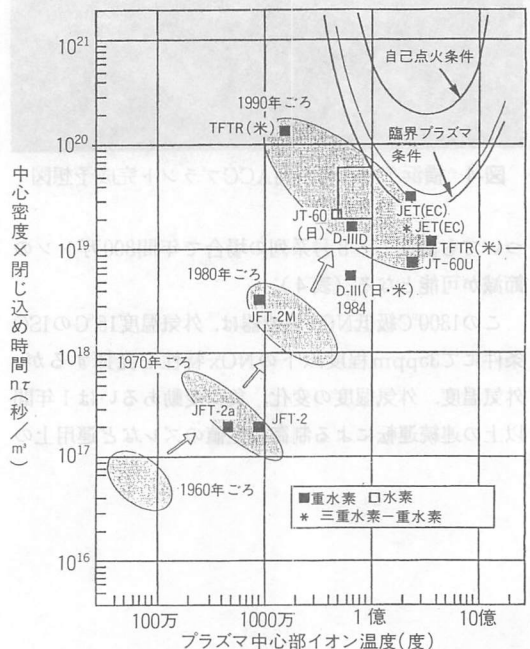 10²¹
10²⁰
10¹⁹
10¹⁸
10¹⁷
10¹⁶
中心密度×閉じ込め時間nτ(秒/㎥)
自己点火条件
臨界プラズマ
条件
1990年ごろ
TFTR(米)
JT-60
(日)
D-IIID
JET(EC)
JET(EC)
TFTR(米)
JT-60U
D-III(日・米)
1984
1980年ごろ
JFT-2M
1970年ごろ
JFT-2a
JFT-2
1960年ごろ
■重水素 □水素
* 三重水素ー重水素
100万
1000万
1億
10億
プラズマ中心部イオン温度(度)